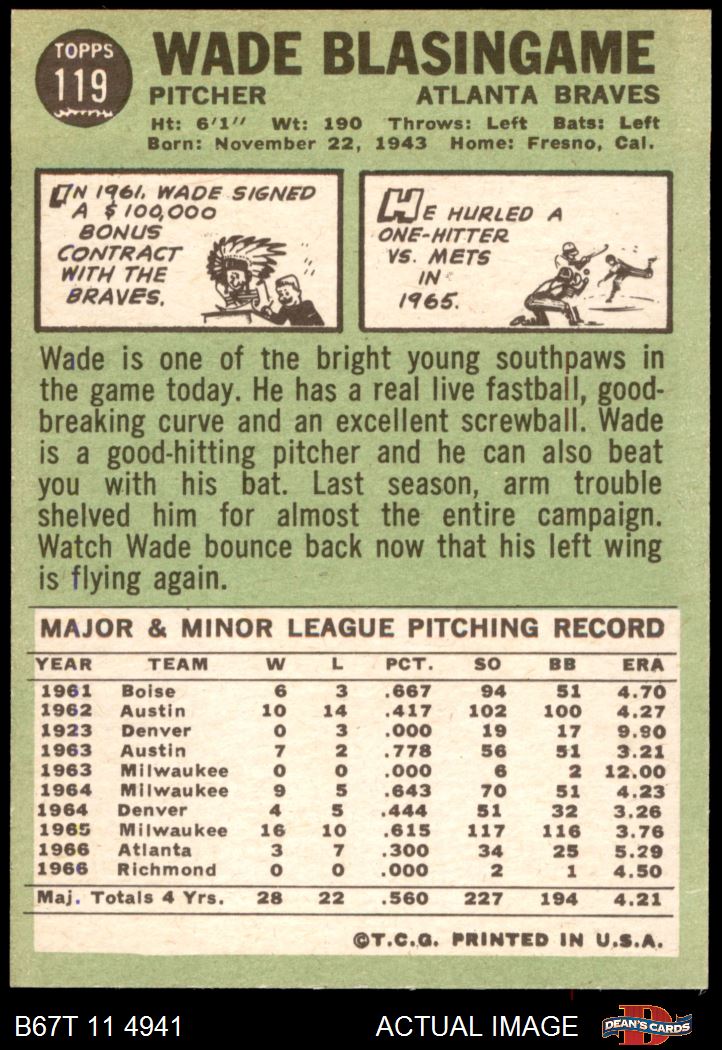 TOPPS
119
WADE BLASINGAME
PITCHER ATLANTA BRAVES
Ht: 6'1" Wt: 190 Throws: Left Bats: Left
Born: November 22, 1943 Home: Fresno, Cal.
IN 1961, WADE SIGNED
A $100,000
BONUS
CONTRACT
WITH THE
BRAVES.
HE HURLED A
ONE-HITTER
VS. METS
IN
1965.
Wade is one of the bright young southpaws in
the game today. He has a real live fastball, good-
breaking curve and an excellent screwball. Wade
is a good-hitting pitcher and he can also beat
you with his bat. Last season, arm trouble
shelved him for almost the entire campaign.
Watch Wade bounce back now that his left wing
is flying again.
MAJOR & MINOR LEAGUE PITCHING RECORD
YEAR TEAM W L PCT. SO BB ERA
1961 Boise 6 3 .667 94 51 4.70
1962 Austin 10 14 .417 102 100 4.27
1923 Denver 0 3 .000 19 17 9.90
1963 Austin 7 2 .778 56 51 3.21
1963 Milwaukee 0 0 .000 6 2 12.00
1964 Milwaukee 9 5 .643 70 51 4.23
1964 Denver 4 5 .444 51 32 3.26
1965 Milwaukee 16 10 .615 117 116 3.76
1966 Atlanta 3 7 .300 34 25 5.29
1966 Richmond 0 0 .000 2 1 4.50
Maj. Totals 4 Yrs. 28 22 .560 227 194 4.21
©T.C.G. PRINTED IN U.S.A.
B67T 11 4941 ACTUAL IMAGE
D
DEAN'S CARDS